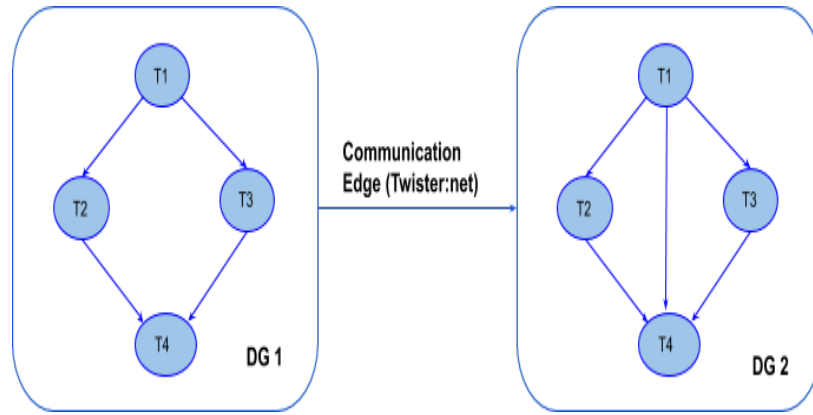 T1
T2
T3
T4
DG 1
Communication
Edge (Twister:net)
T1
T2
T3
T4
DG 2